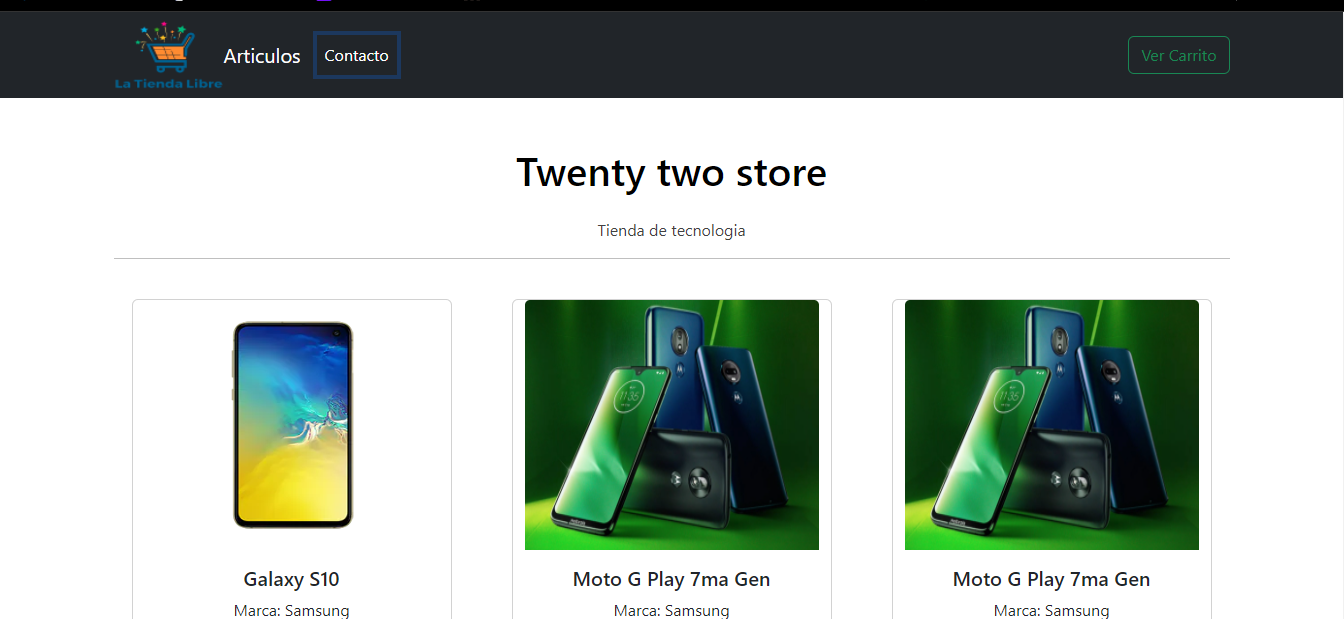 La Tienda Libre
Articulos
Contacto
Ver Carrito
Twenty two store
Tienda de tecnologia
Galaxy S10
Moto G Play 7ma Gen
Moto G Play 7ma Gen
Marca: Samsung
Marca: Samsung
Marca: Samsung